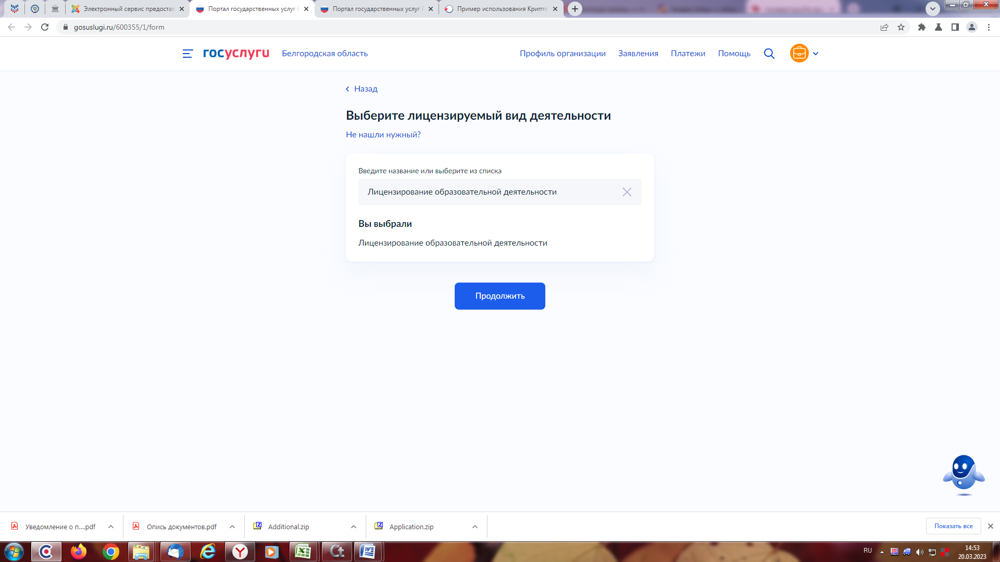 Электронный сервис предостав
Портал государственных услуг Р
Портал государственных услуг Р
Пример использования Крипто
gosuslugi.ru/600355/1/form
госуслуги
Белгородская область
Профиль организации
Заявления
Платежи
Помощь
Назад
Выберите лицензируемый вид деятельности
Не нашли нужный?
Введите название или выберите из списка
Лицензирование образовательной деятельности
Вы выбрали
Лицензирование образовательной деятельности
Продолжить
Уведомление о п....pdf
Опись документов.pdf
Additional.zip
Application.zip
Показать все
RU
14:53
20.03.2023